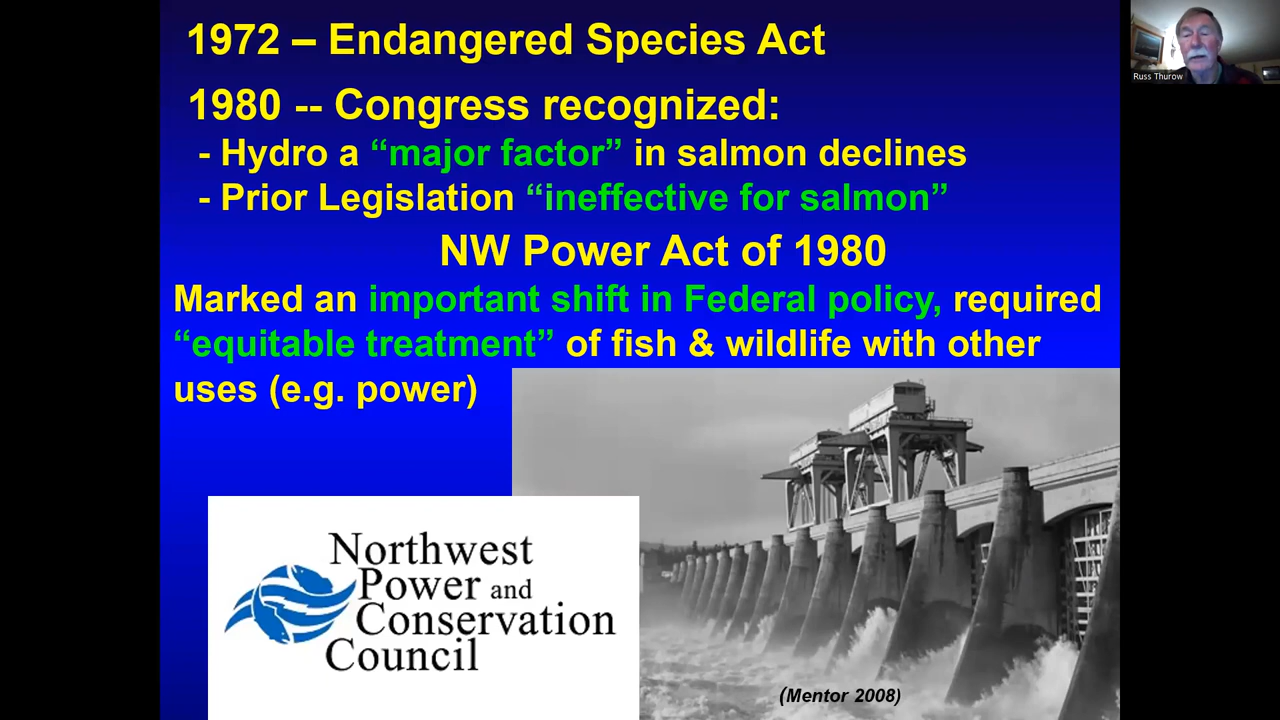 1972 – Endangered Species Act
1980 -- Congress recognized:
- Hydro a “major factor” in salmon declines
- Prior Legislation “ineffective for salmon”
NW Power Act of 1980
Marked an important shift in Federal policy, required
“equitable treatment” of fish & wildlife with other
uses (e.g. power)
Northwest
Power and
Conservation
Council
(Mentor 2008)
Russ Thurow